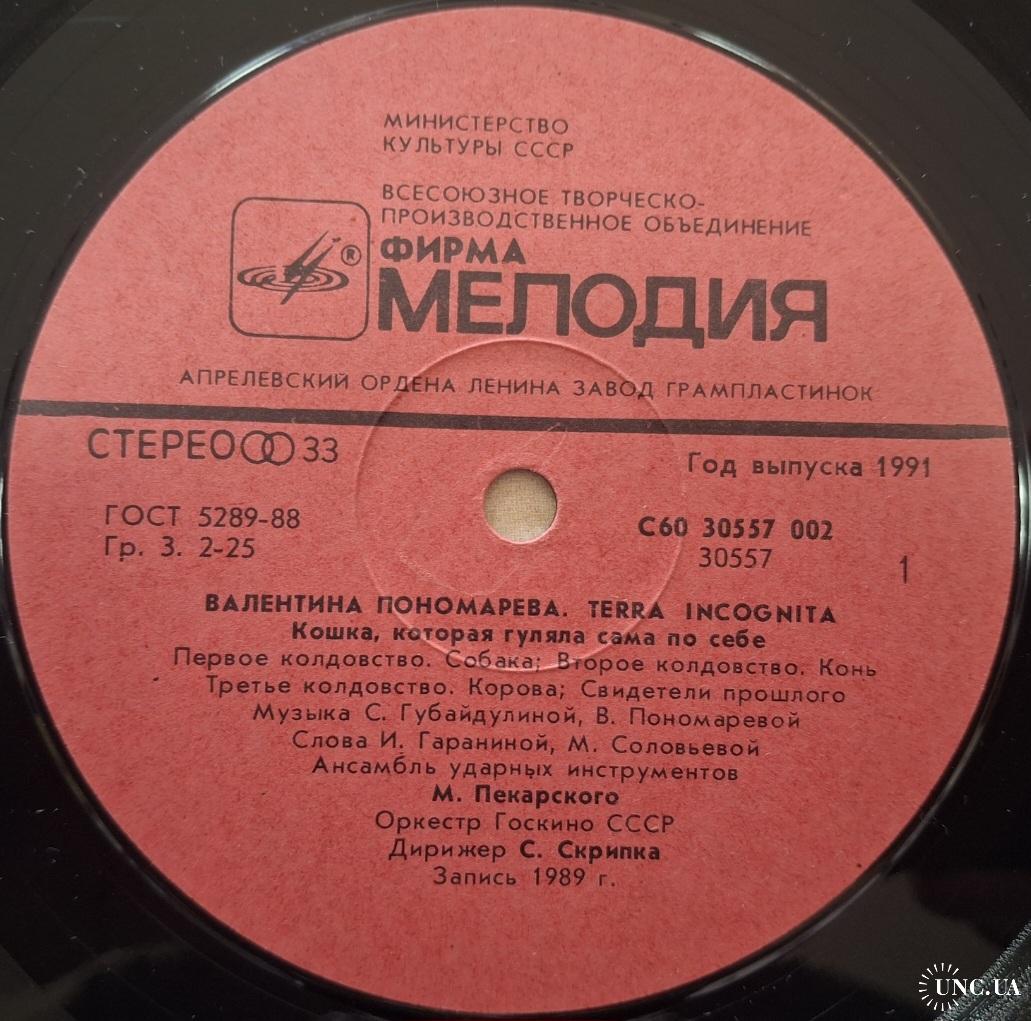 МИНИСТЕРСТВО
КУЛЬТУРЫ СССР
ВСЕСОЮЗНОЕ ТВОРЧЕСКО-
ПРОИЗВОДСТВЕННОЕ ОБЪЕДИНЕНИЕ
®
ФИРМА
МЕЛОДИЯ
АПРЕЛЕВСКИЙ ОРДЕНА ЛЕНИНА ЗАВОД ГРАМПЛАСТИНОК
СТЕРЕО 33
Год выпуска 1991
ГОСТ 5289-88
Гр. 3. 2-25
С60 30557 002
30557
1
ВАЛЕНТИНА ПОНОМАРЕВА. TERRA INCOGNITA
Кошка, которая гуляла сама по себе
Первое колдовство. Собака; Второе колдовство. Конь
Третье колдовство. Корова; Свидетели прошлого
Музыка С. Губайдулиной, В. Пономаревой
Слова И. Гараниной, М. Соловьевой
Ансамбль ударных инструментов
М. Пекарского
Оркестр Госкино СССР
Дирижер С. Скрипка
Запись 1989 г.
UNC.UA